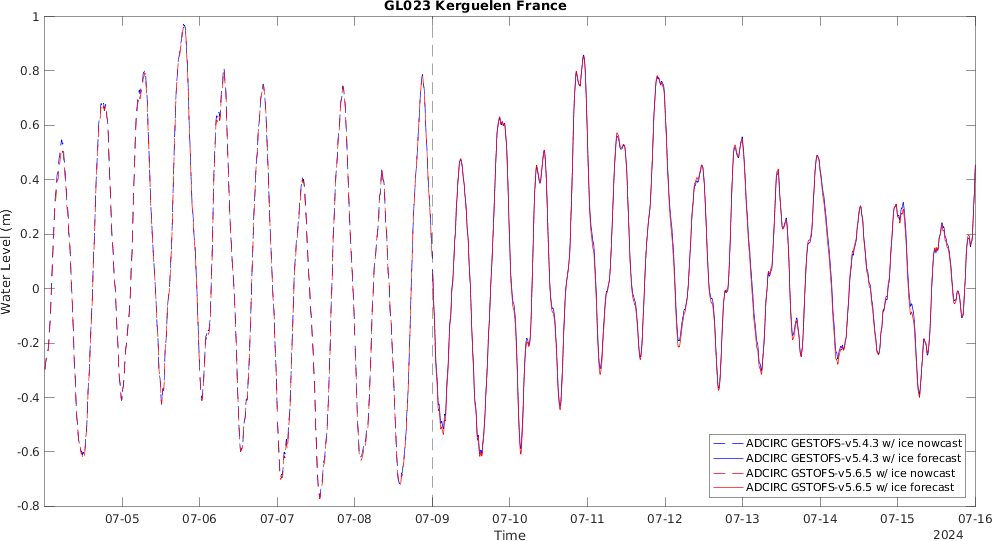 GL023 Kerguelen France
1
0.8
0.6
0.4
0.2
0
-0.2
-0.4
-0.6
-0.8
Water Level (m)
ADCIRC GESTOFS-v5.4.3 w/ ice nowcast
ADCIRC GESTOFS-v5.4.3 w/ ice forecast
ADCIRC GSTOFS-v5.6.5 w/ ice nowcast
ADCIRC GSTOFS-v5.6.5 w/ ice forecast
07-05 07-06 07-07 07-08 07-09 07-10 07-11 07-12 07-13 07-14 07-15 07-16
Time 2024